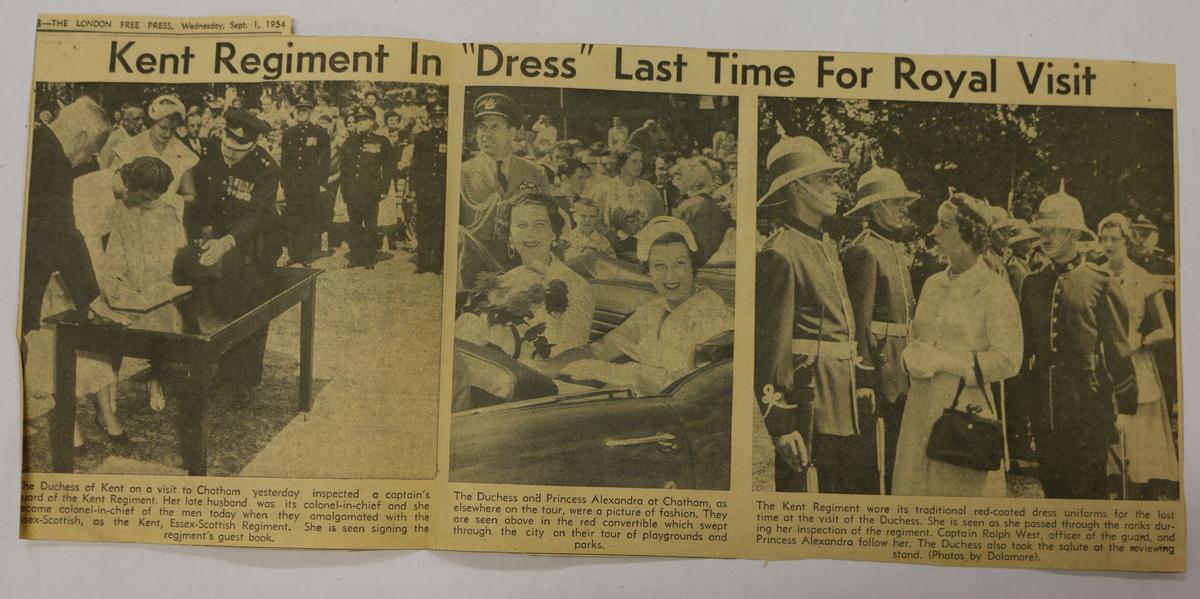 8—THE LONDON FREE PRESS, Wednesday, Sept. 1, 1954
Kent Regiment In "Dress" Last Time For Royal Visit
he Duchess of Kent on a visit to Chatham yesterday inspected a captain's
uard of the Kent Regiment. Her late husband was its colonel-in-chief and she
ecame colonel-in-chief of the men today when they amalgamated with the
ssex-Scottish, as the Kent, Essex-Scottish Regiment. She is seen signing the
regiment's guest book.
The Duchess and Princess Alexandra at Chatham, as
elsewhere on the tour, were a picture of fashion. They
are seen above in the red convertible which swept
through the city on their tour of playgrounds and
parks.
The Kent Regiment wore its traditional red-coated dress uniforms for the last
time at the visit of the Duchess. She is seen as she passed through the ranks dur-
ing her inspection of the regiment. Captain Ralph West, officer of the guard, and
Princess Alexandra follow her. The Duchess also took the salute at the reviewing
stand. (Photos by Dolamore).